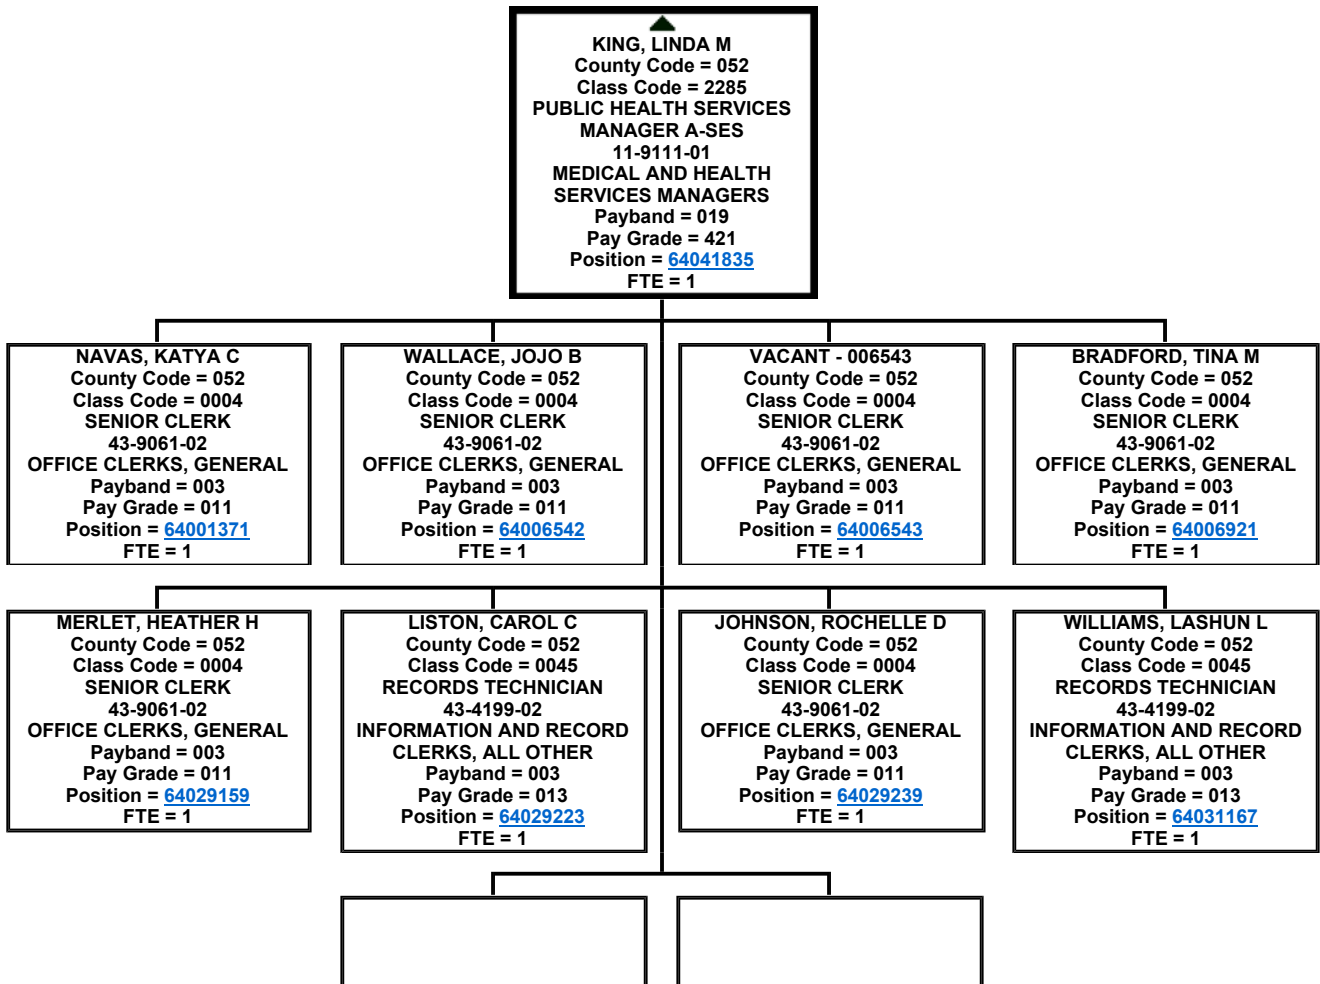 KING, LINDA M
County Code = 052
Class Code = 2285
PUBLIC HEALTH SERVICES
MANAGER A-SES
11-9111-01
MEDICAL AND HEALTH
SERVICES MANAGERS
Payband = 019
Pay Grade = 421
Position = 64041835
FTE = 1
NAVAS, KATYA C
County Code = 052
Class Code = 0004
SENIOR CLERK
43-9061-02
OFFICE CLERKS, GENERAL
Payband = 003
Pay Grade = 011
Position = 64001371
FTE = 1
WALLACE, JOJO B
County Code = 052
Class Code = 0004
SENIOR CLERK
43-9061-02
OFFICE CLERKS, GENERAL
Payband = 003
Pay Grade = 011
Position = 64006542
FTE = 1
VACANT - 006543
County Code = 052
Class Code = 0004
SENIOR CLERK
43-9061-02
OFFICE CLERKS, GENERAL
Payband = 003
Pay Grade = 011
Position = 64006543
FTE = 1
BRADFORD, TINA M
County Code = 052
Class Code = 0004
SENIOR CLERK
43-9061-02
OFFICE CLERKS, GENERAL
Payband = 003
Pay Grade = 011
Position = 64006921
FTE = 1
MERLET, HEATHER H
County Code = 052
Class Code = 0004
SENIOR CLERK
43-9061-02
OFFICE CLERKS, GENERAL
Payband = 003
Pay Grade = 011
Position = 64029159
FTE = 1
LISTON, CAROL C
County Code = 052
Class Code = 0045
RECORDS TECHNICIAN
43-4199-02
INFORMATION AND RECORD
CLERKS, ALL OTHER
Payband = 003
Pay Grade = 013
Position = 64029223
FTE = 1
JOHNSON, ROCHELLE D
County Code = 052
Class Code = 0004
SENIOR CLERK
43-9061-02
OFFICE CLERKS, GENERAL
Payband = 003
Pay Grade = 011
Position = 64029239
FTE = 1
WILLIAMS, LASHUN L
County Code = 052
Class Code = 0045
RECORDS TECHNICIAN
43-4199-02
INFORMATION AND RECORD
CLERKS, ALL OTHER
Payband = 003
Pay Grade = 013
Position = 64031167
FTE = 1